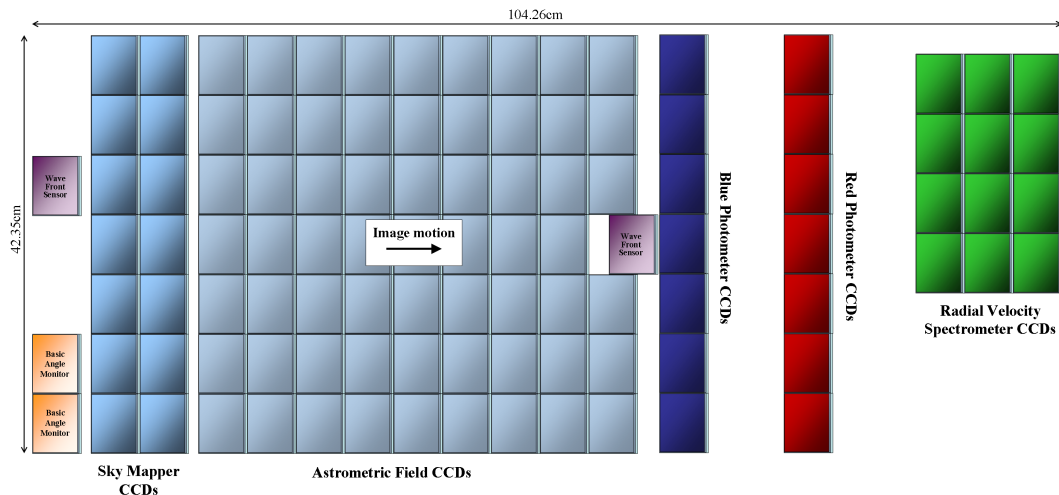 104.26cm
42.35cm
Wave
Front
Sensor
Image motion
Wave
Front
Sensor
Blue Photometer CCDs
Red Photometer CCDs
Radial Velocity
Spectrometer CCDs
Basic
Angle
Monitor
Basic
Angle
Monitor
Sky Mapper
CCDs
Astrometric Field CCDs